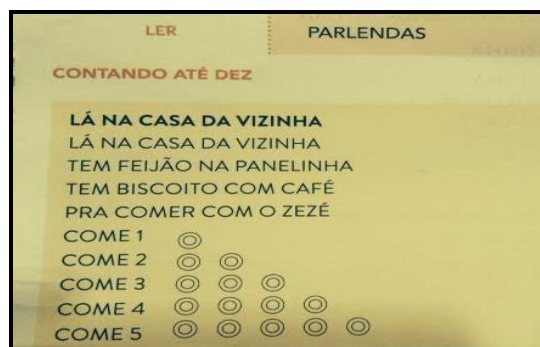 LER
PARLENDAS
CONTANDO ATÉ DEZ
LÁ NA CASA DA VIZINHA
LÁ NA CASA DA VIZINHA
TEM FEIJÃO NA PANELINHA
TEM BISCOITO COM CAFÉ
PRA COMER COM O ZEZÉ
COME 1
COME 2
COME 3
COME 4
COME 5